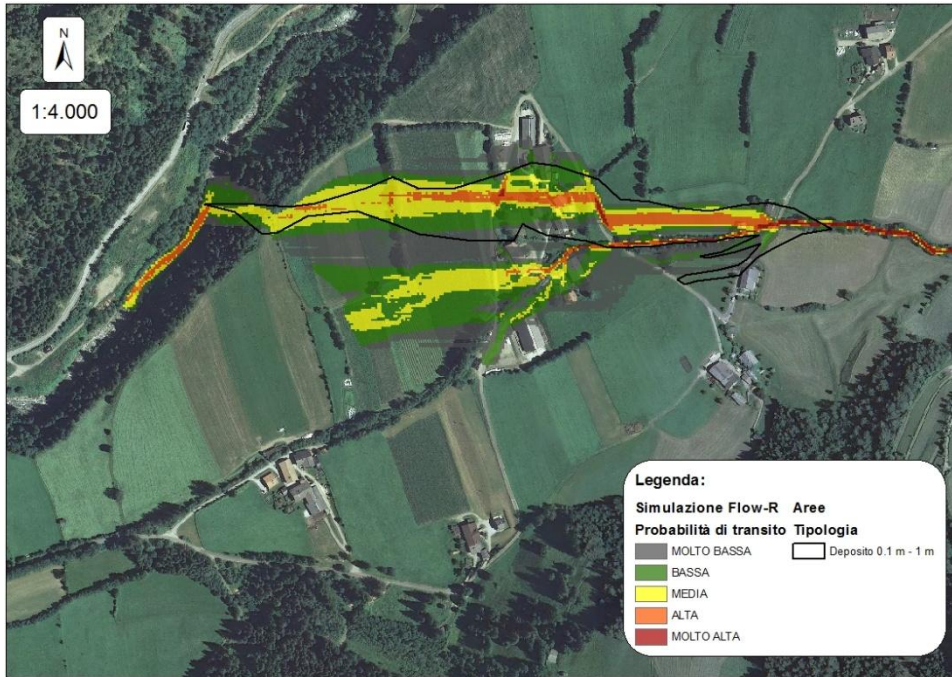 N
1:4.000
Legenda:
Simulazione Flow-R Aree
Probabilità di transito Tipologia
MOLTO BASSA Deposito 0.1 m - 1 m
BASSA
MEDIA
ALTA
MOLTO ALTA